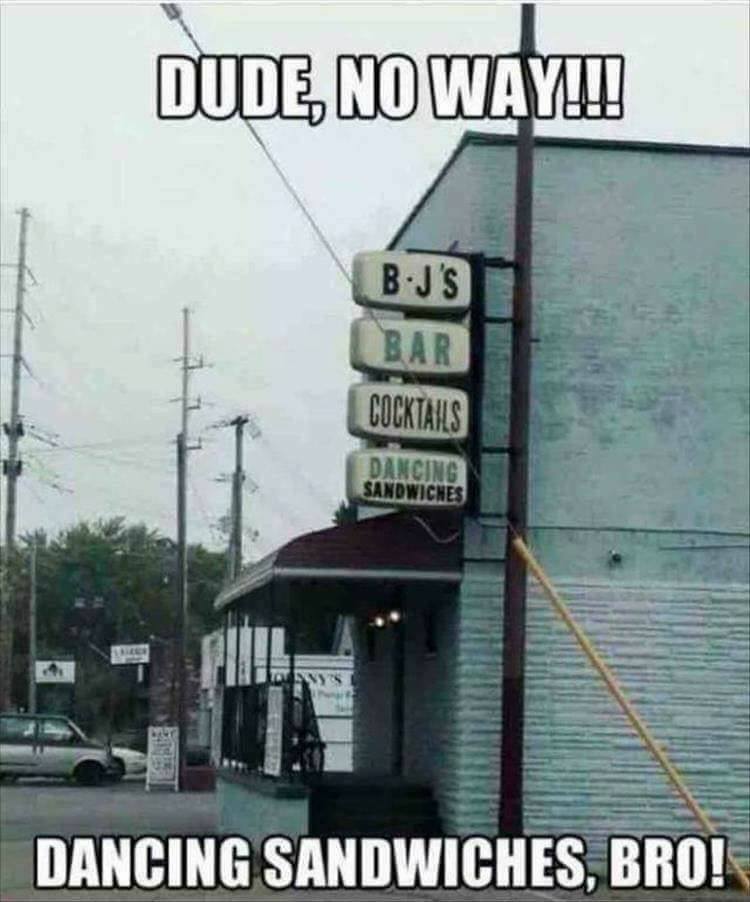 DUDE, NO WAY!!!
B·J'S
BAR
COCKTAILS
DANCING
SANDWICHES
DANCING SANDWICHES, BRO!